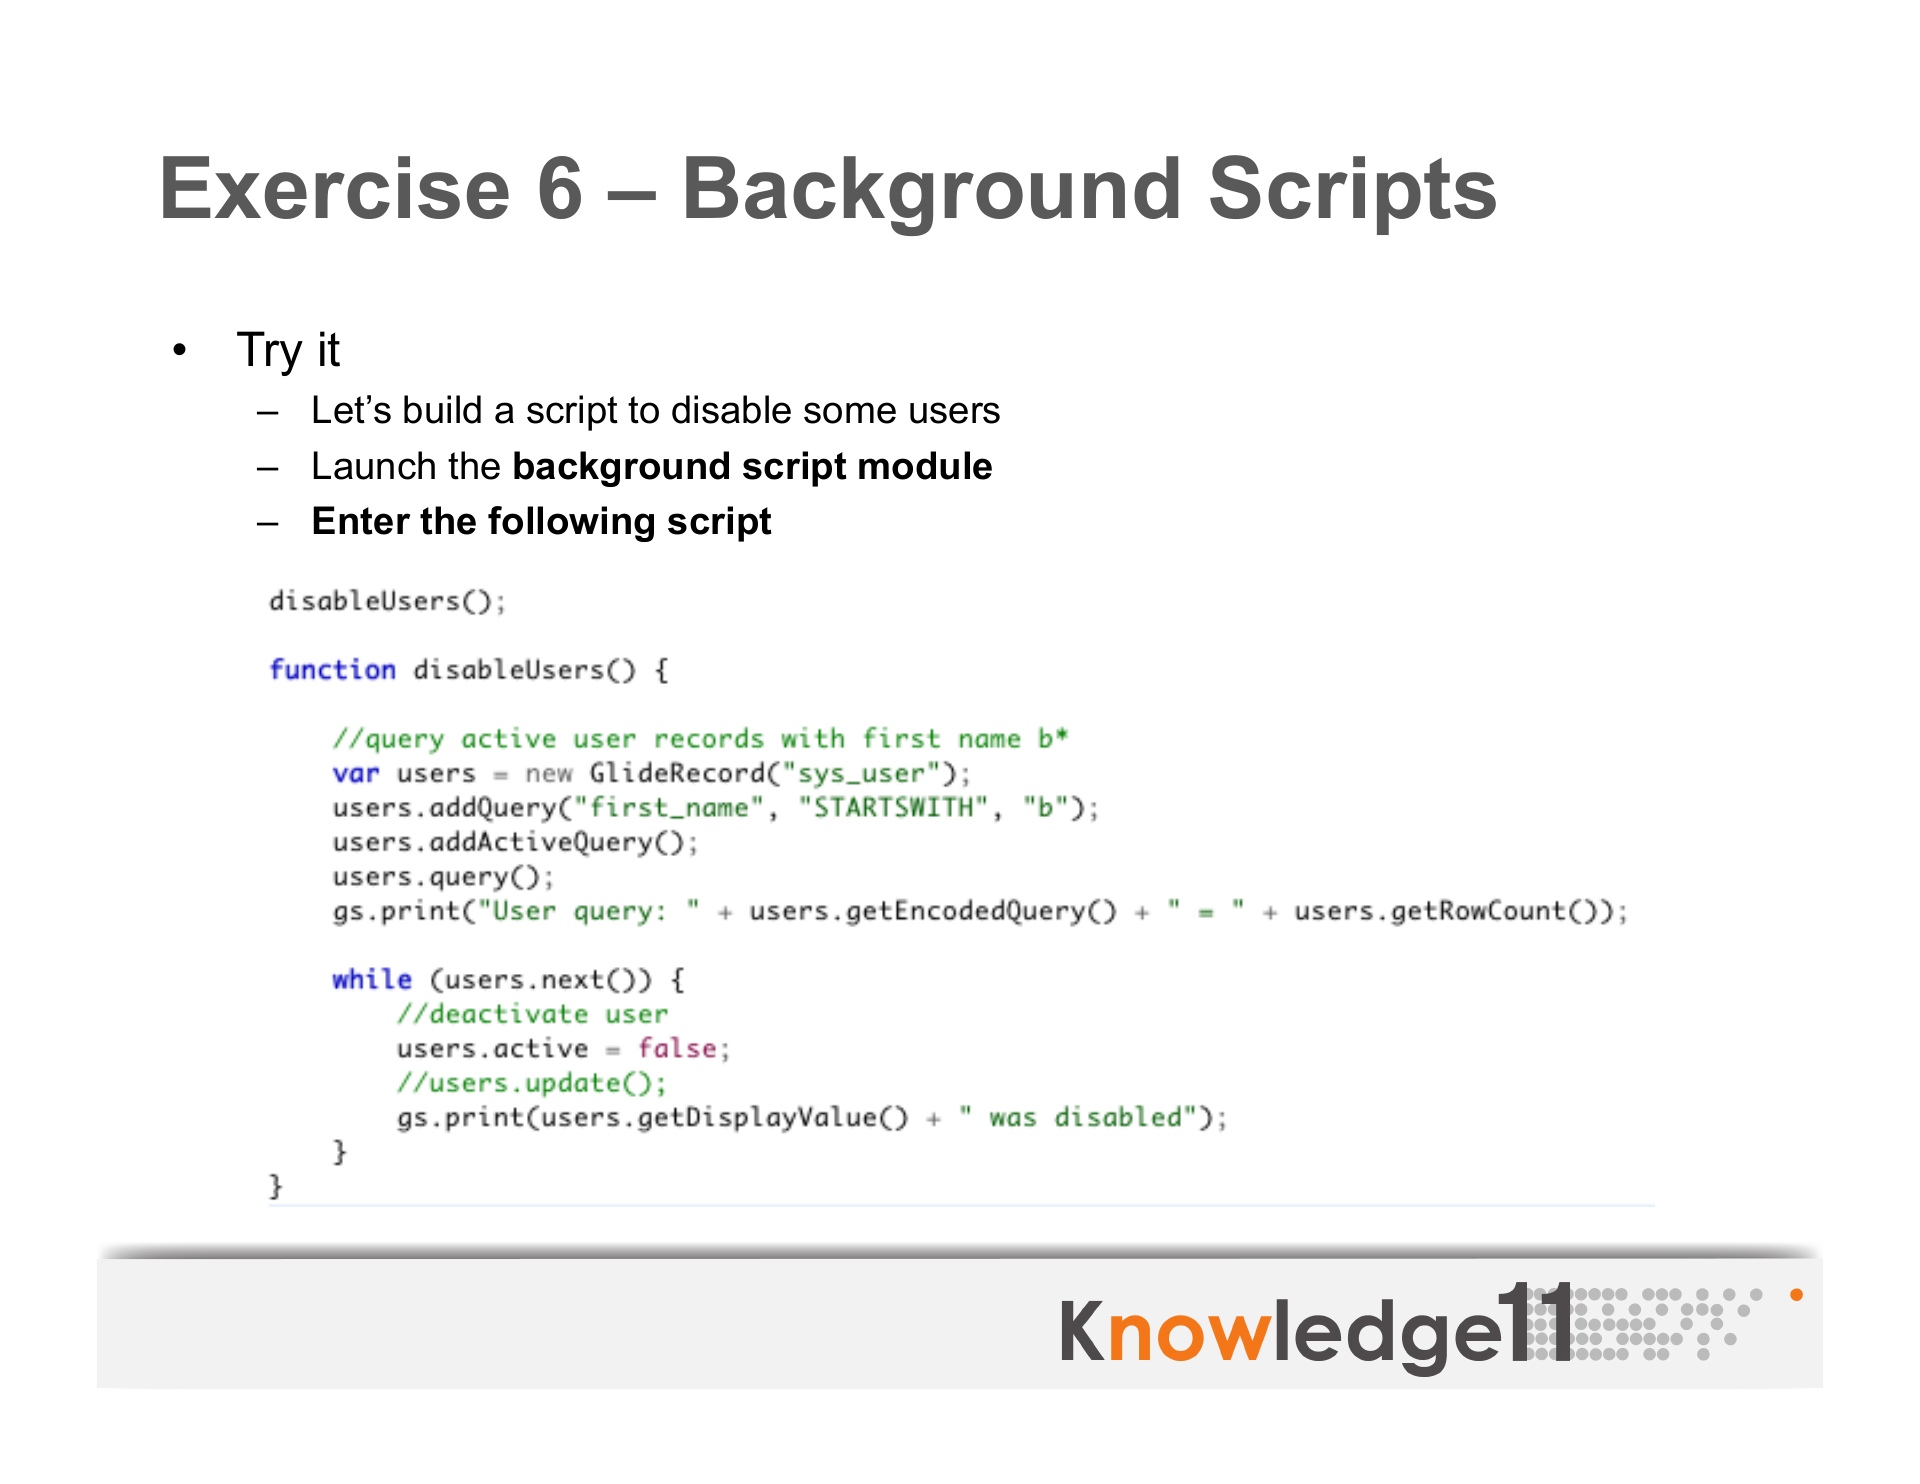 Exercise 6 – Background Scripts
• Try it
– Let’s build a script to disable some users
– Launch the background script module
– Enter the following script
disableUsers();
function disableUsers() {
    //query active user records with first name b*
    var users = new GlideRecord("sys_user");
    users.addQuery("first_name", "STARTSWITH", "b");
    users.addActiveQuery();
    users.query();
    gs.print("User query: " + users.getEncodedQuery() + " = " + users.getRowCount());
    while (users.next()) {
        //deactivate user
        users.active = false;
        //users.update();
        gs.print(users.getDisplayValue() + " was disabled");
    }
}
Knowledge11